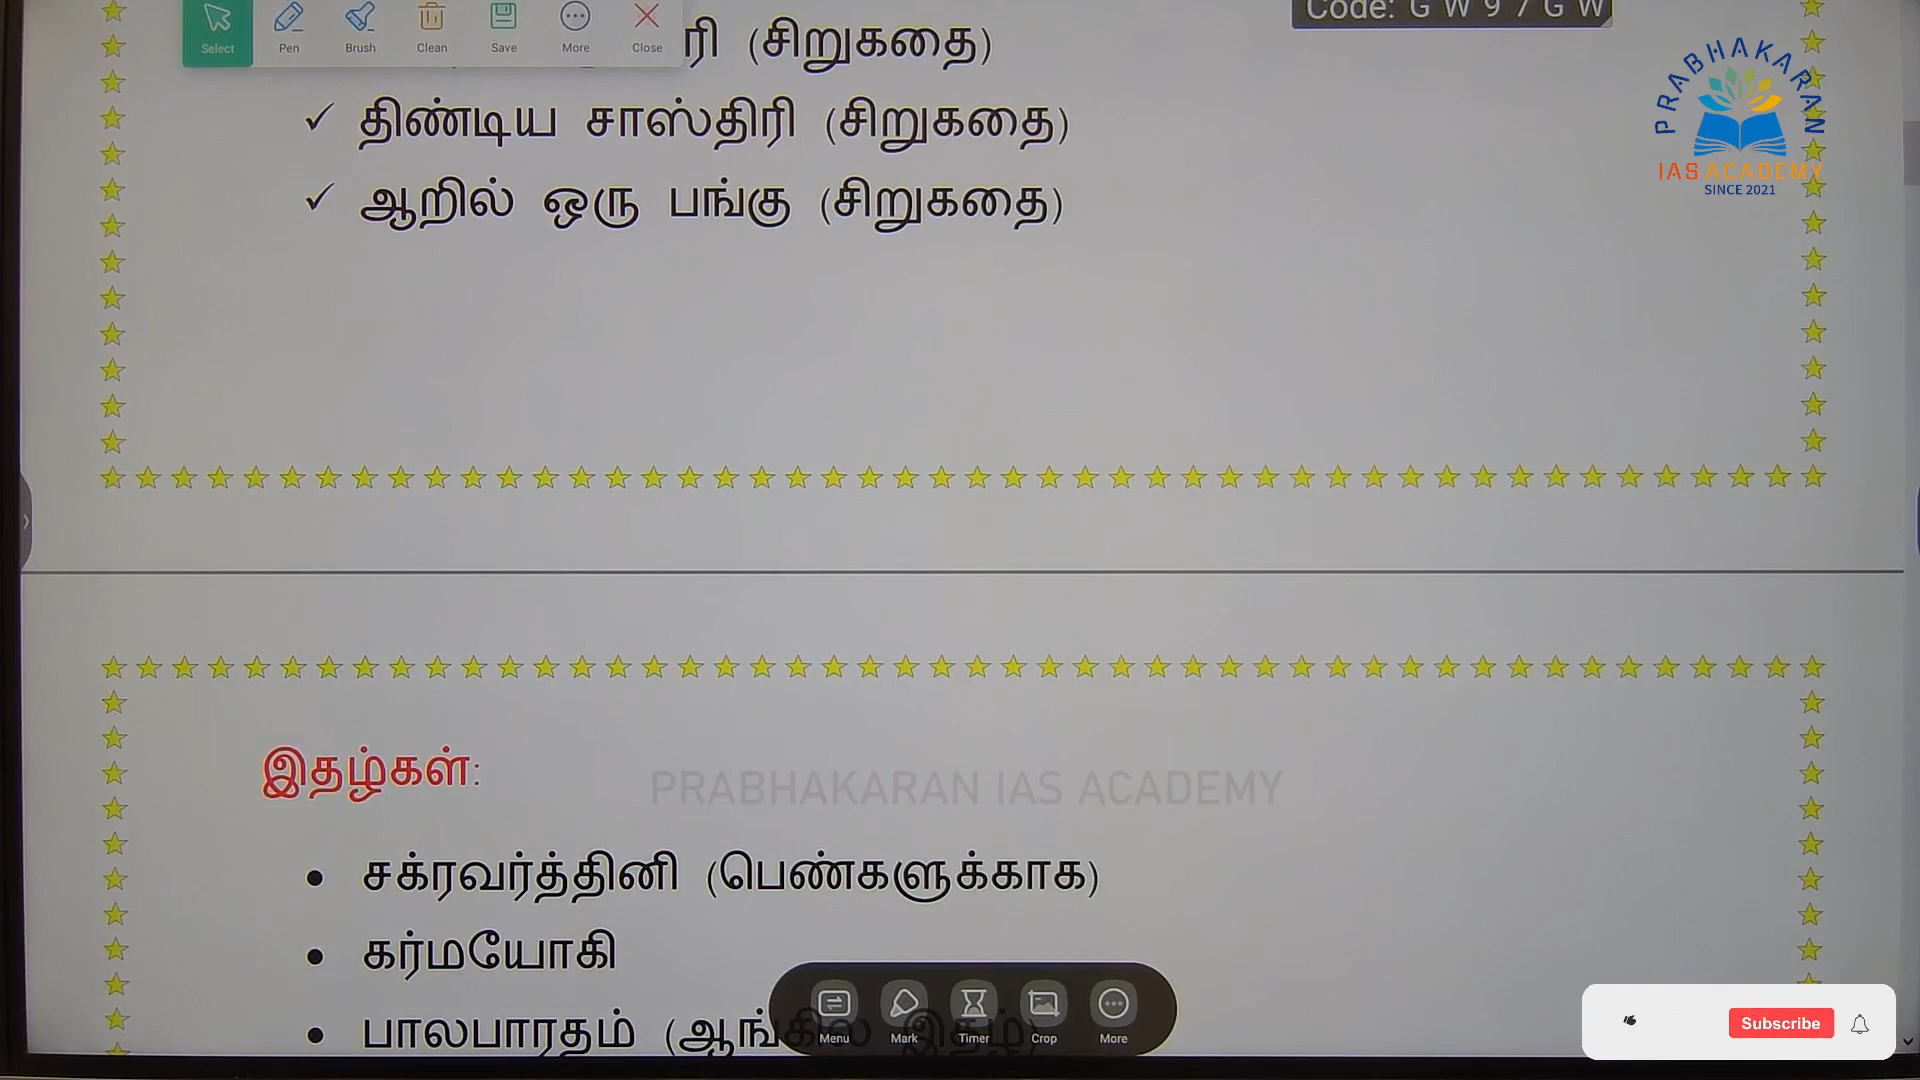 Select Pen Brush Clean Save More Close
Code: G W 9 7 G W
ரி (சிறுகதை)
✓ திண்டிய சாஸ்திரி (சிறுகதை)
✓ ஆறில் ஒரு பங்கு (சிறுகதை)
PRABHAKARAN
IAS ACADEMY
SINCE 2021
இதழ்கள்:
PRABHAKARAN IAS ACADEMY
• சக்ரவர்த்தினி (பெண்களுக்காக)
• கர்மயோகி
• பாலபாரதம் (ஆங்கில இதழ்)
Menu Mark Timer Crop More
Subscribe